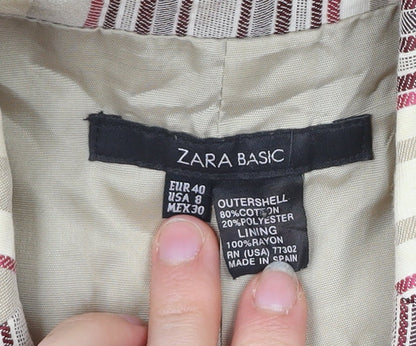 ZARA BASIC
EUR 40
USA 8
MEX 30
OUTERSHELL
80% COTTON
20% POLYESTER
LINING
100% RAYON
RN (USA) 77302
MADE IN SPAIN